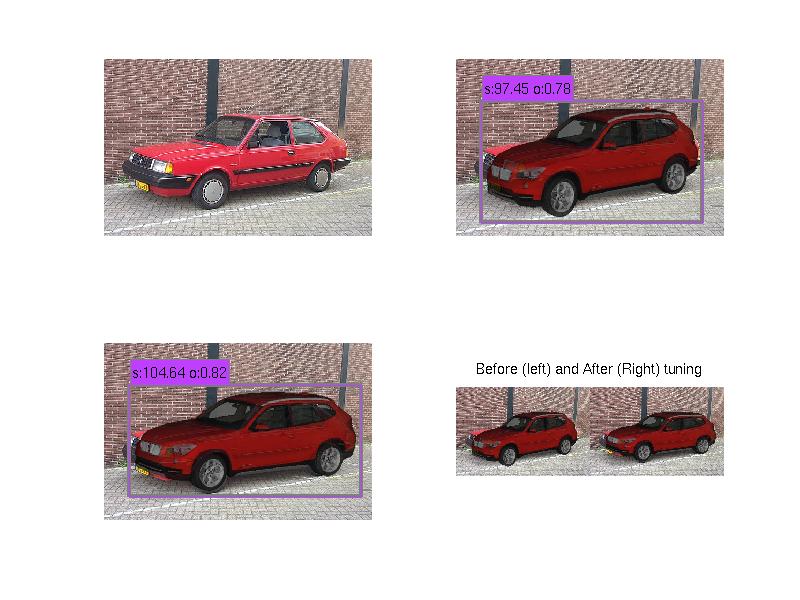 s:97.45 o:0.78
s:104.64 o:0.82
Before (left) and After (Right) tuning